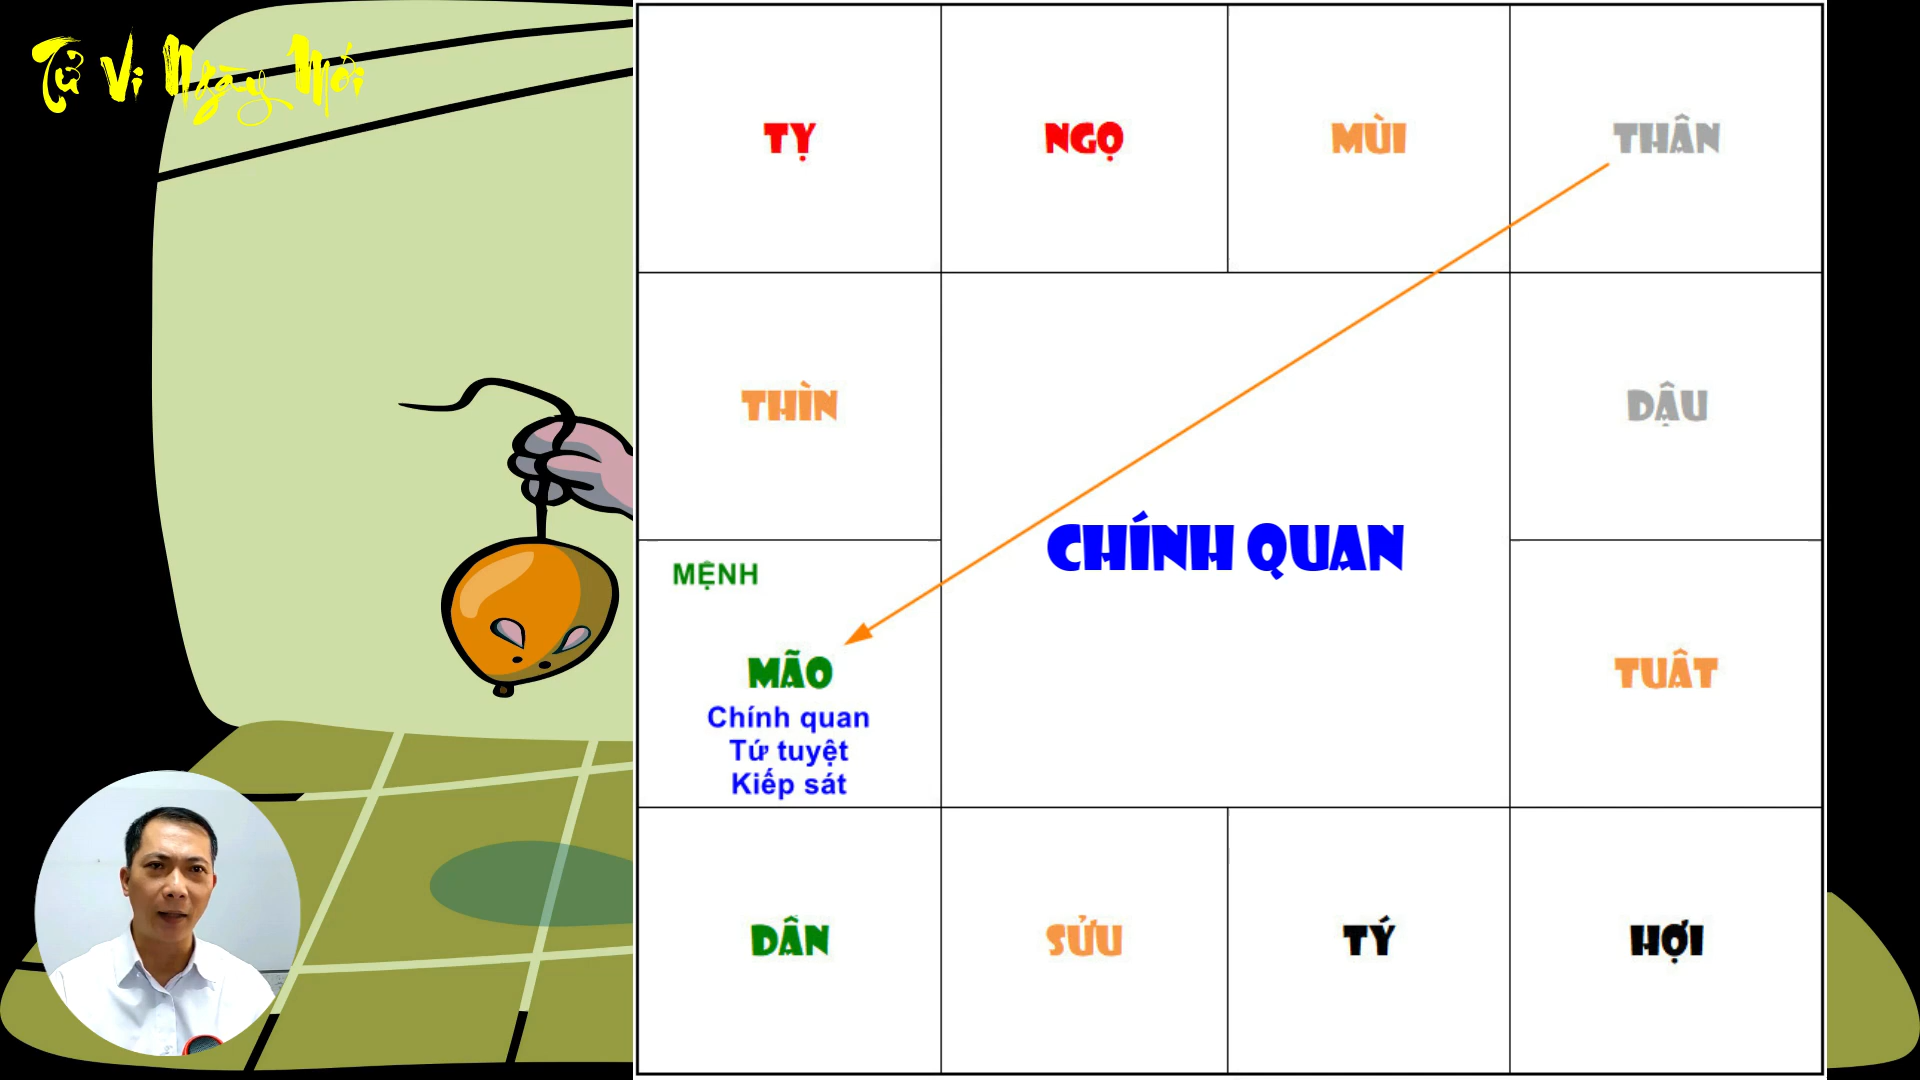 Tử Vi Ngày Mới
TỴ
NGỌ
MÙI
THÂN
THÌN
DẬU
CHÍNH QUAN
MỆNH
MÃO
Chính quan
Tứ tuyệt
Kiếp sát
TUẤT
DẦN
SỬU
TÝ
HỢI